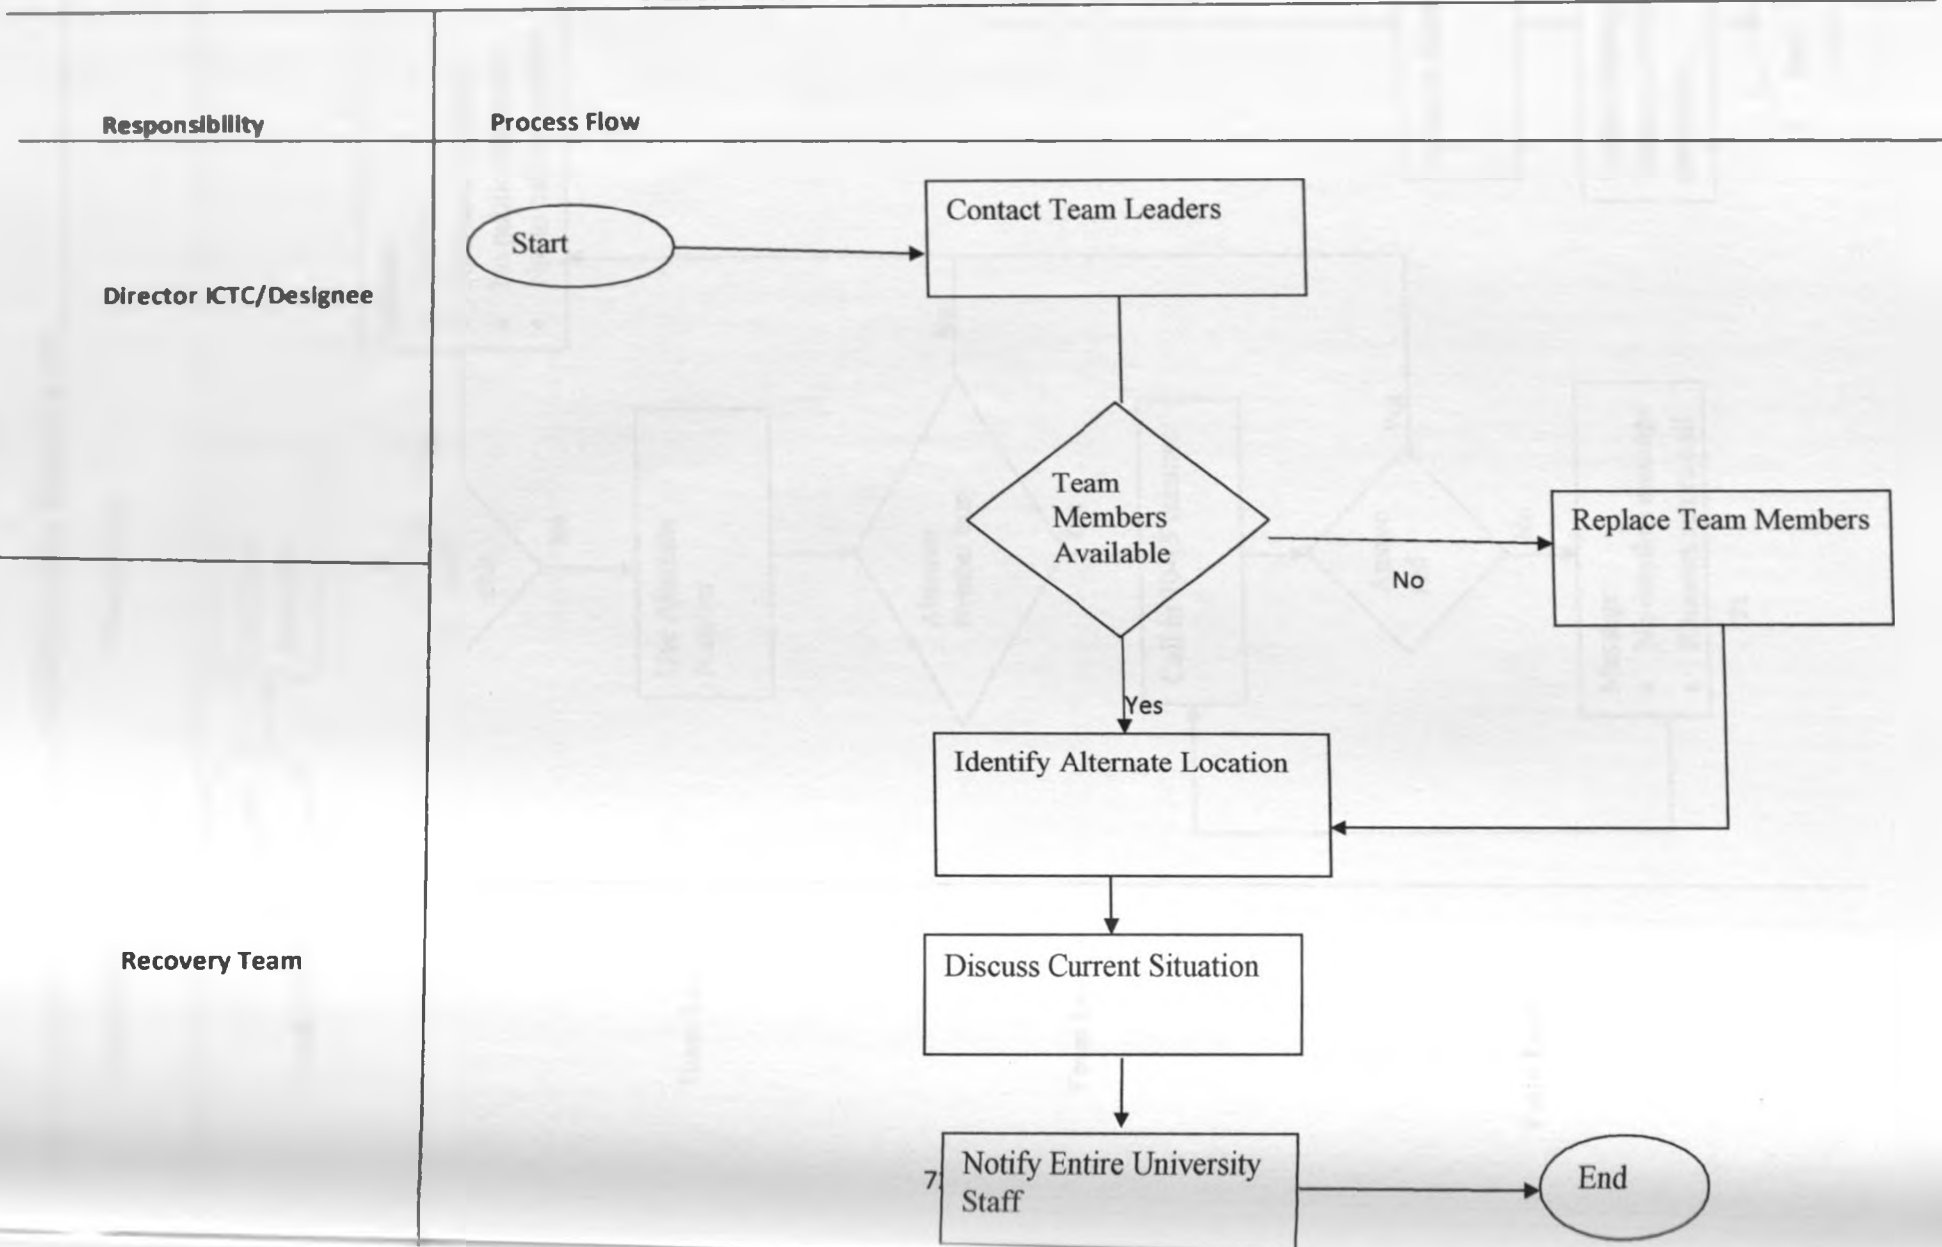 Responsibility
Process Flow
Director ICTC/Designee
Start
Contact Team Leaders
Team
Members
Available
No
Replace Team Members
Yes
Identify Alternate Location
Recovery Team
Discuss Current Situation
7
Notify Entire University
Staff
End